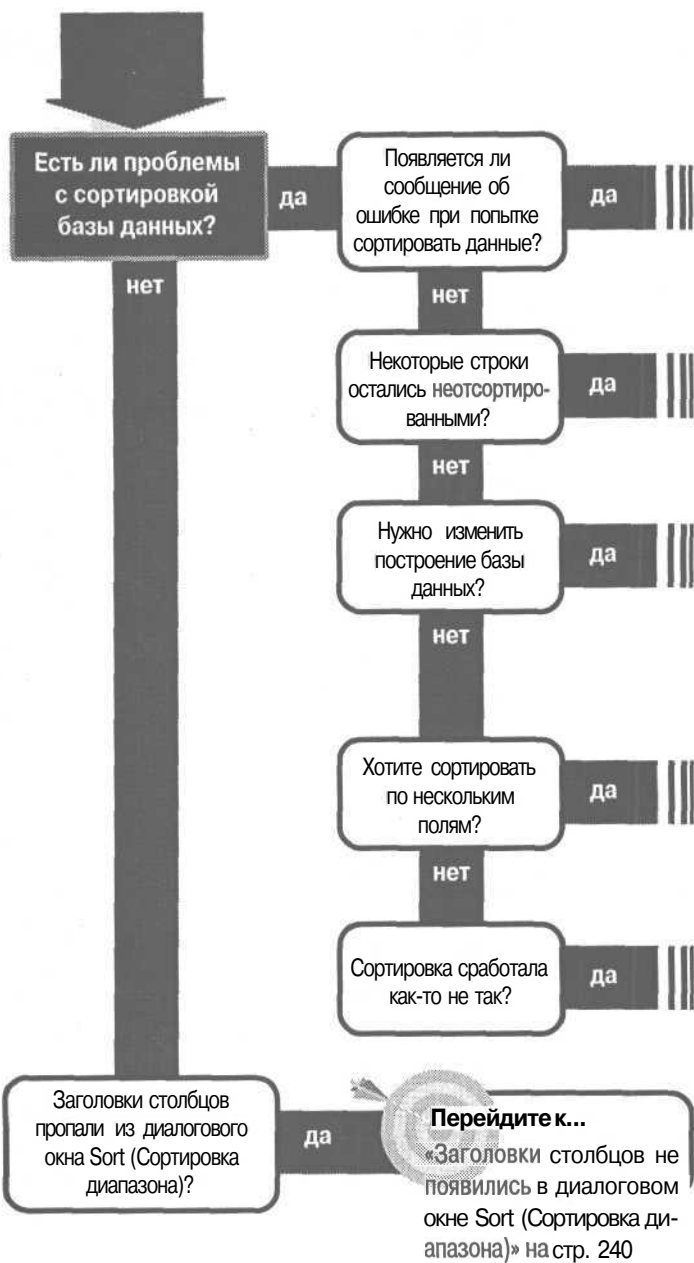 Есть ли проблемы
с сортировкой
базы данных?
да
Появляется ли
сообщение об
ошибке при попытке
сортировать данные?
да
нет
нет
Некоторые строки
остались неотсортиро-
ванными?
да
нет
Нужно изменить
построение базы
данных?
да
нет
Хотите сортировать
по нескольким
полям?
да
нет
Сортировка сработала
как-то не так?
да
Заголовки столбцов
пропали из диалогового
окна Sort (Сортировка
диапазона)?
да
Перейдите к...
«Заголовки столбцов не
появились в диалоговом
окне Sort (Сортировка ди-
апазона)» на стр. 240